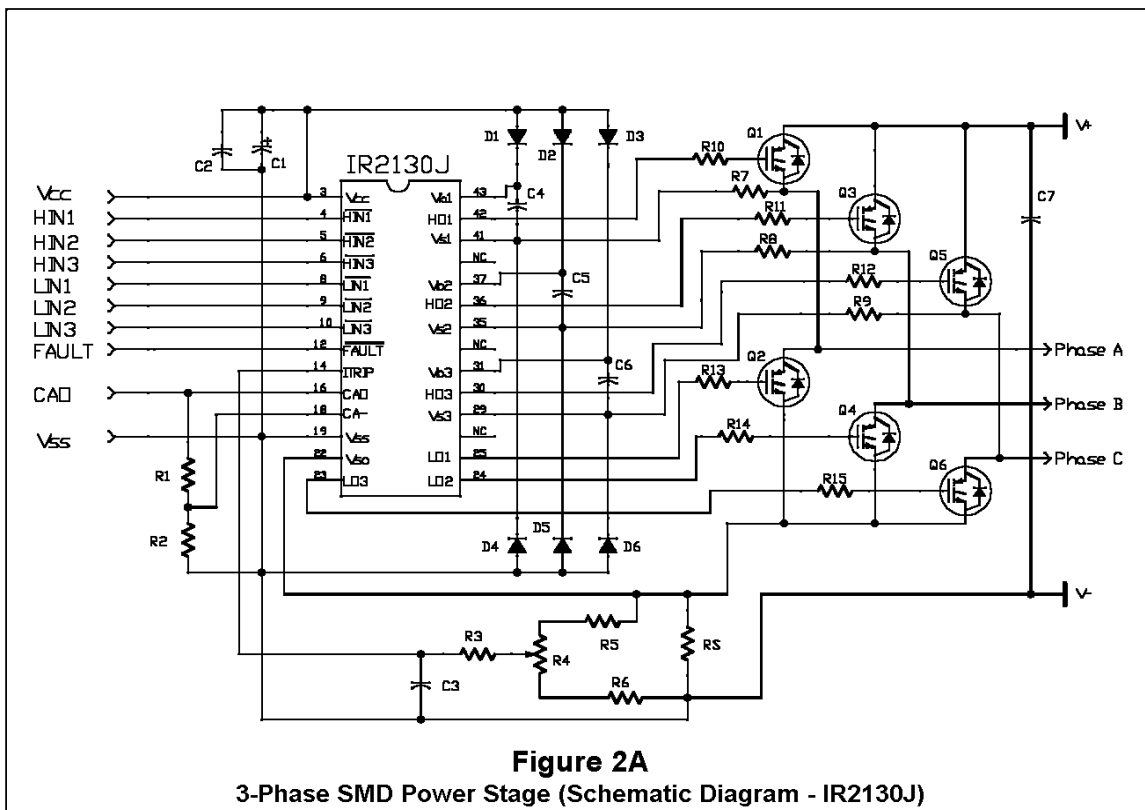 D1
D2
D3
Q1
V+
R10
C2
C1
IR2130J
C4
R7
Q3
C7
Vcc
3
Vcc
Vb1
43
R11
HIN1
4
HIN1
HO1
42
R8
HIN2
5
HIN2
Vs1
41
Q5
HIN3
6
HIN3
NC
R12
LIN1
8
LIN1
Vb2
37
C5
R9
LIN2
9
LIN2
HO2
36
LIN3
10
LIN3
Vs2
35
FAULT
12
FAULT
NC
Q2
Phase A
14
ITRIP
Vb3
31
C6
R13
CAO
16
CAO
HO3
30
Phase B
18
CA-
Vs3
29
Q4
Vss
19
Vss
NC
R14
22
Vso
LO1
25
Phase C
R1
23
LO3
LO2
24
Q6
R15
R2
D4
D5
D6
V-
R3
R4
R5
RS
C3
R6
Figure 2A
3-Phase SMD Power Stage (Schematic Diagram - IR2130J)